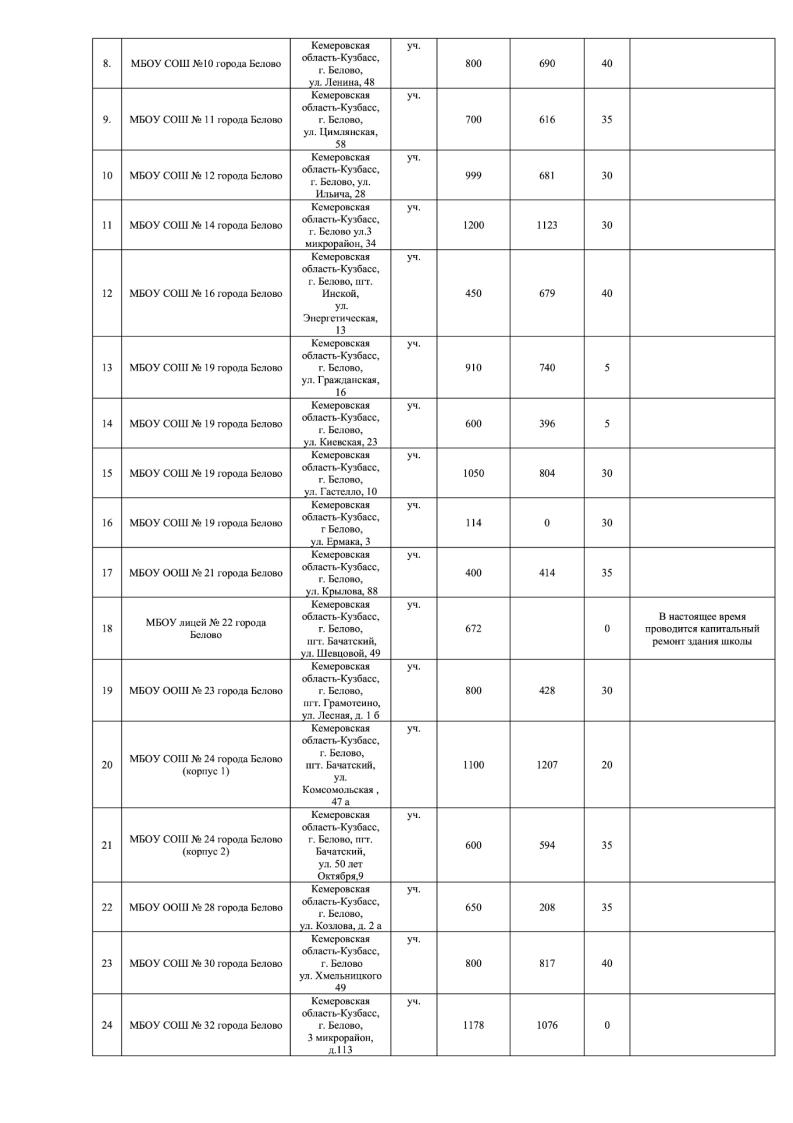 8.
МБОУ СОШ №10 города Белово
Кемеровская
область-Кузбасс,
г. Белово,
ул. Ленина, 48
уч.
800
690
40
9.
МБОУ СОШ № 11 города Белово
Кемеровская
область-Кузбасс,
г. Белово,
ул. Цимлянская,
58
уч.
700
616
35
10
МБОУ СОШ № 12 города Белово
Кемеровская
область-Кузбасс,
г. Белово, ул.
Ильича, 28
уч.
999
681
30
11
МБОУ СОШ № 14 города Белово
Кемеровская
область-Кузбасс,
г. Белово ул.3
микрорайон, 34
уч.
1200
1123
30
12
МБОУ СОШ № 16 города Белово
Кемеровская
область-Кузбасс,
г. Белово, пгт.
Инской,
ул.
Энергетическая,
13
уч.
450
679
40
13
МБОУ СОШ № 19 города Белово
Кемеровская
область-Кузбасс,
г. Белово,
ул. Гражданская,
16
уч.
910
740
5
14
МБОУ СОШ № 19 города Белово
Кемеровская
область-Кузбасс,
г. Белово,
ул. Киевская, 23
уч.
600
396
5
15
МБОУ СОШ № 19 города Белово
Кемеровская
область-Кузбасс,
г. Белово,
ул. Гастелло, 10
уч.
1050
804
30
16
МБОУ СОШ № 19 города Белово
Кемеровская
область-Кузбасс,
г Белово,
ул. Ермака, 3
уч.
114
0
30
17
МБОУ ООШ № 21 города Белово
Кемеровская
область-Кузбасс,
г. Белово,
ул. Крылова, 88
уч.
400
414
35
18
МБОУ лицей № 22 города
Белово
Кемеровская
область-Кузбасс,
г. Белово,
пгт. Бачатский,
ул. Шевцовой, 49
уч.
672
0
В настоящее время
проводится капитальный
ремонт здания школы
19
МБОУ ООШ № 23 города Белово
Кемеровская
область-Кузбасс,
г. Белово,
пгт. Грамотеино,
ул. Лесная, д. 1 б
уч.
800
428
30
20
МБОУ СОШ № 24 города Белово
(корпус 1)
Кемеровская
область-Кузбасс,
г. Белово,
пгт. Бачатский,
ул.
Комсомольская ,
47 а
уч.
1100
1207
20
21
МБОУ СОШ № 24 города Белово
(корпус 2)
Кемеровская
область-Кузбасс,
г. Белово, пгт.
Бачатский,
ул. 50 лет
Октября,9
уч.
600
594
35
22
МБОУ ООШ № 28 города Белово
Кемеровская
область-Кузбасс,
г. Белово,
ул. Козлова, д. 2 а
уч.
650
208
35
23
МБОУ СОШ № 30 города Белово
Кемеровская
область-Кузбасс,
г. Белово
ул. Хмельницкого
49
уч.
800
817
40
24
МБОУ СОШ № 32 города Белово
Кемеровская
область-Кузбасс,
г. Белово,
3 микрорайон,
д.113
уч.
1178
1076
0